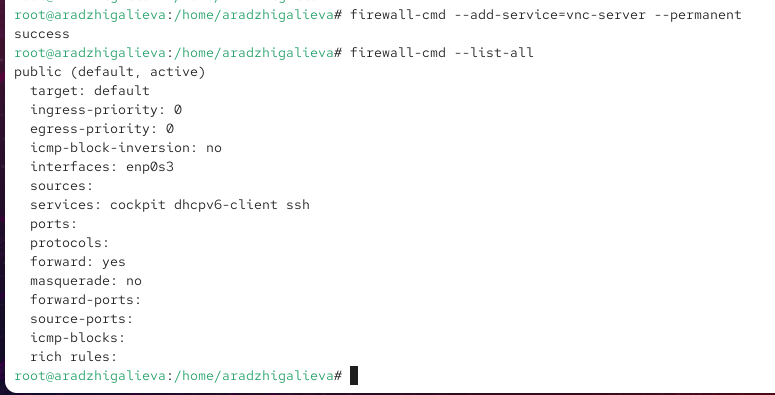 root@aradzhigalieva:/home/aradzhigalieva# firewall-cmd --add-service=vnc-server --permanent
success
root@aradzhigalieva:/home/aradzhigalieva# firewall-cmd --list-all
public (default, active)
  target: default
  ingress-priority: 0
  egress-priority: 0
  icmp-block-inversion: no
  interfaces: enp0s3
  sources:
  services: cockpit dhcpv6-client ssh
  ports:
  protocols:
  forward: yes
  masquerade: no
  forward-ports:
  source-ports:
  icmp-blocks:
  rich rules:
root@aradzhigalieva:/home/aradzhigalieva#